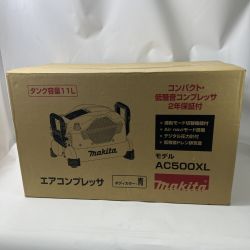 タンク容量11L
コンパクト・
低騒音コンプレッサ
2年保証付
makita
モデル
AC500XL
エアコンプレッサ
ボディカラー 青
makita